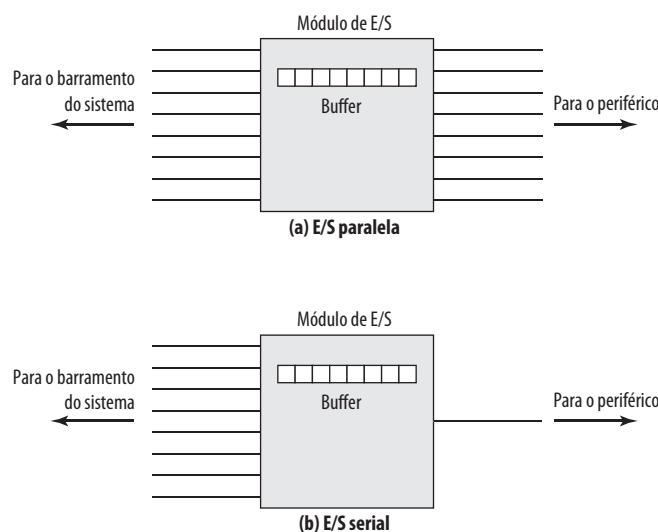 Módulo de E/S
Para o barramento
do sistema
Buffer
Para o periférico
(a) E/S paralela
Módulo de E/S
Para o barramento
do sistema
Buffer
Para o periférico
(b) E/S serial